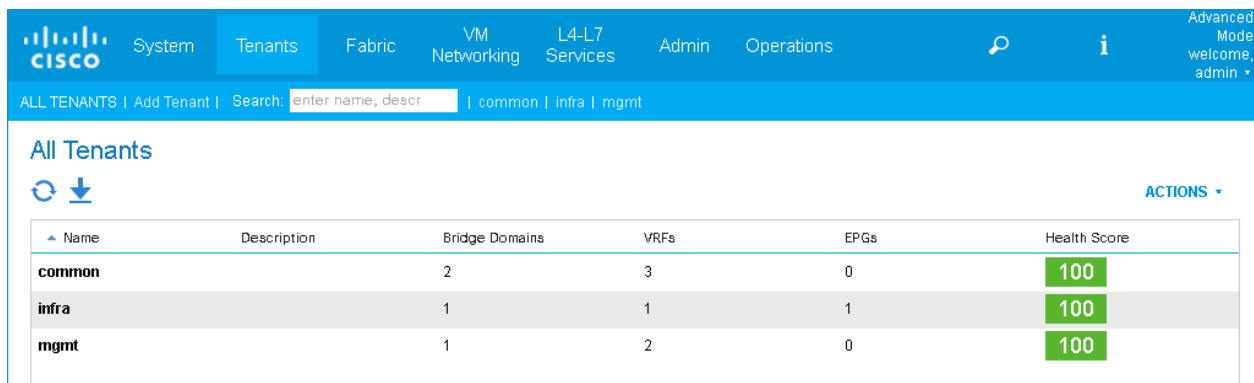 Advanced
Mode
welcome,
admin
CISCO System Tenants Fabric VM Networking L4-L7 Services Admin Operations
ALL TENANTS | Add Tenant | Search: enter name, descr | common | infra | mgmt
All Tenants
ACTIONS
Name Description Bridge Domains VRFs EPGs Health Score
common 2 3 0 100
infra 1 1 1 100
mgmt 1 2 0 100